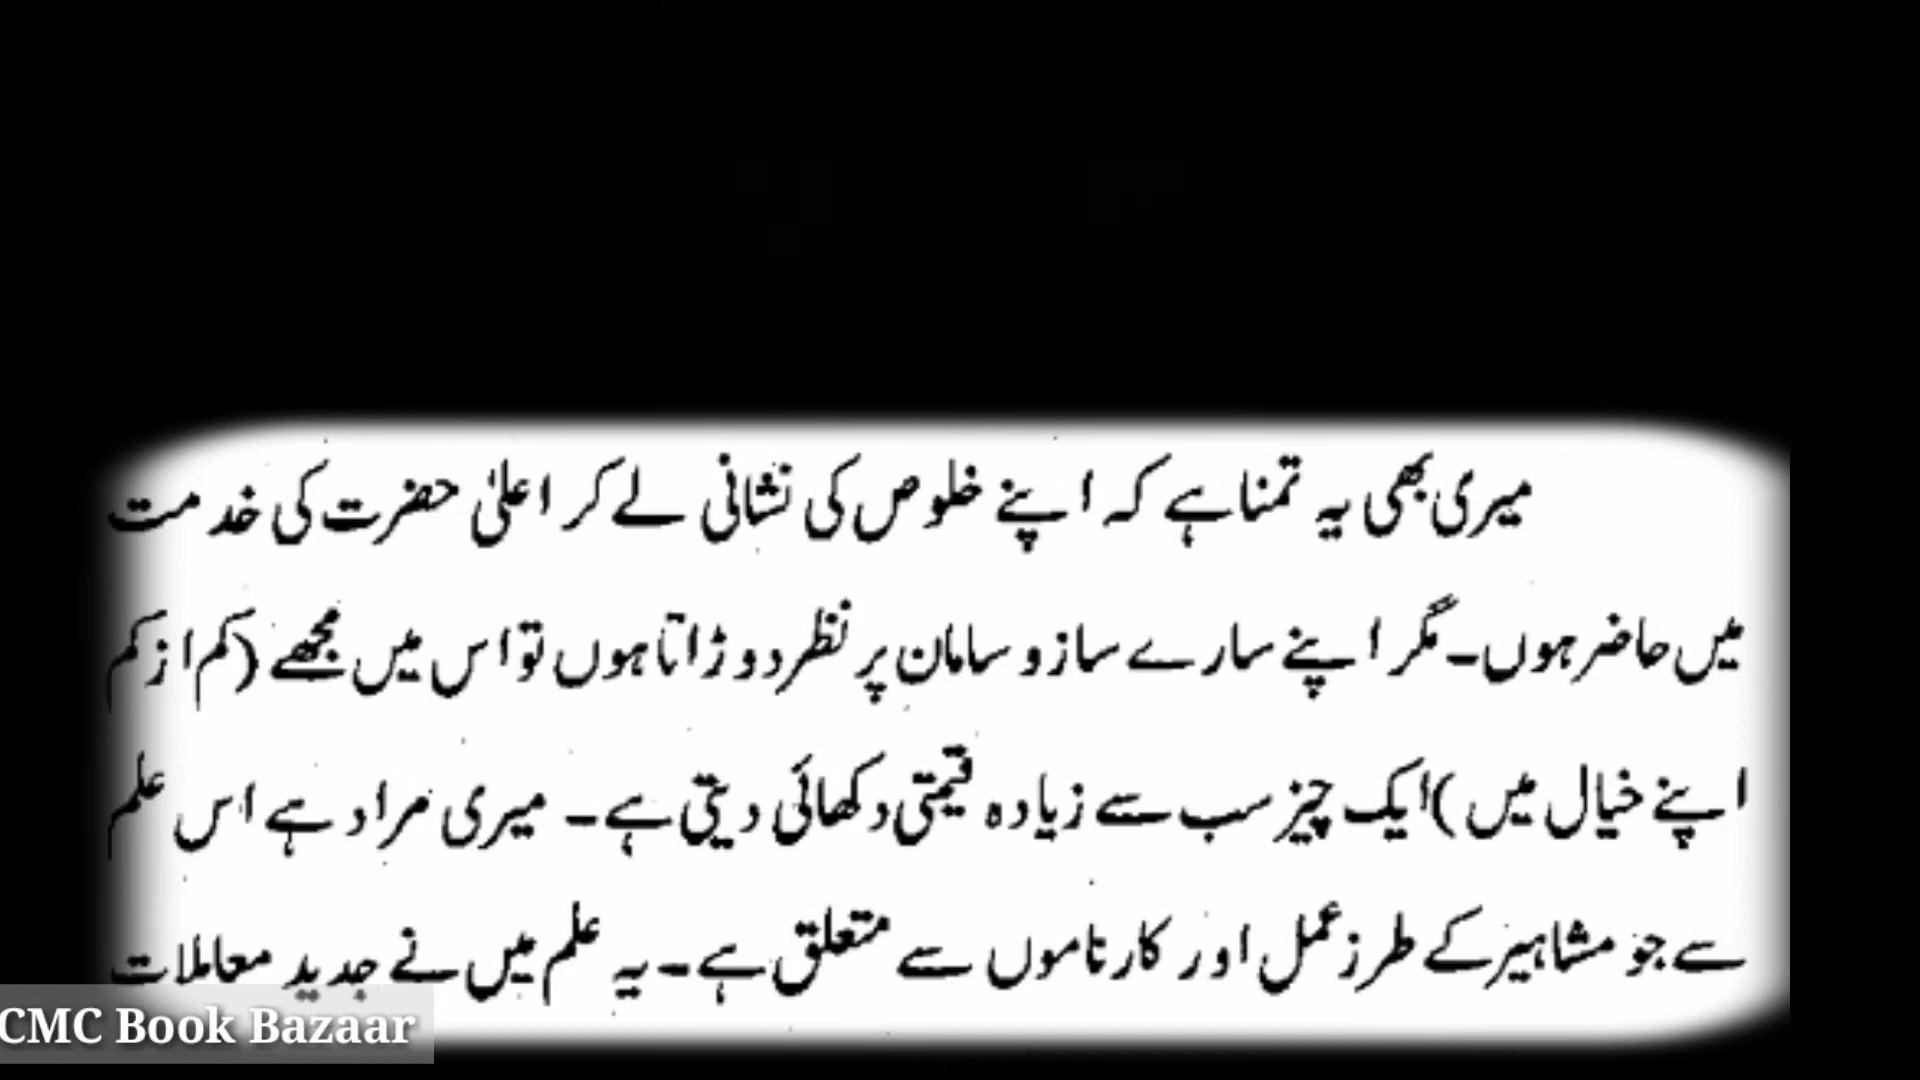 میری بھی یہ تمنا ہے کہ اپنے خلوص کی نشانی لے کر اعلیٰ حضرت کی خدمت
میں حاضر ہوں۔ مگر اپنے سارے ساز و سامان پر نظر دوڑاتا ہوں تو اس میں مجھے (کم از کم
اپنے خیال میں) ایک چیز سب سے زیادہ قیمتی دکھائی دیتی ہے۔ میری مراد ہے اس علم
سے جو مشاہیر کے طرز عمل اور کارناموں سے متعلق ہے۔ یہ علم میں نے جدید معاملات
CMC Book Bazaar